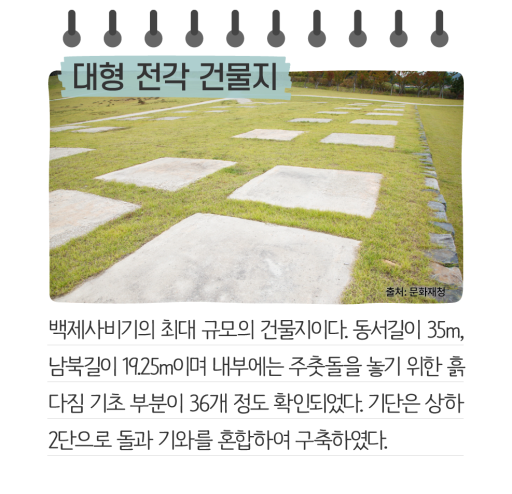 대형 전각 건물지
출처: 문화재청
백제사비기의 최대 규모의 건물지이다. 동서길이 35m,
남북길이 19.25m이며 내부에는 주춧돌을 놓기 위한 흙
다짐 기초 부분이 36개 정도 확인되었다. 기단은 상하
2단으로 돌과 기와를 혼합하여 구축하였다.